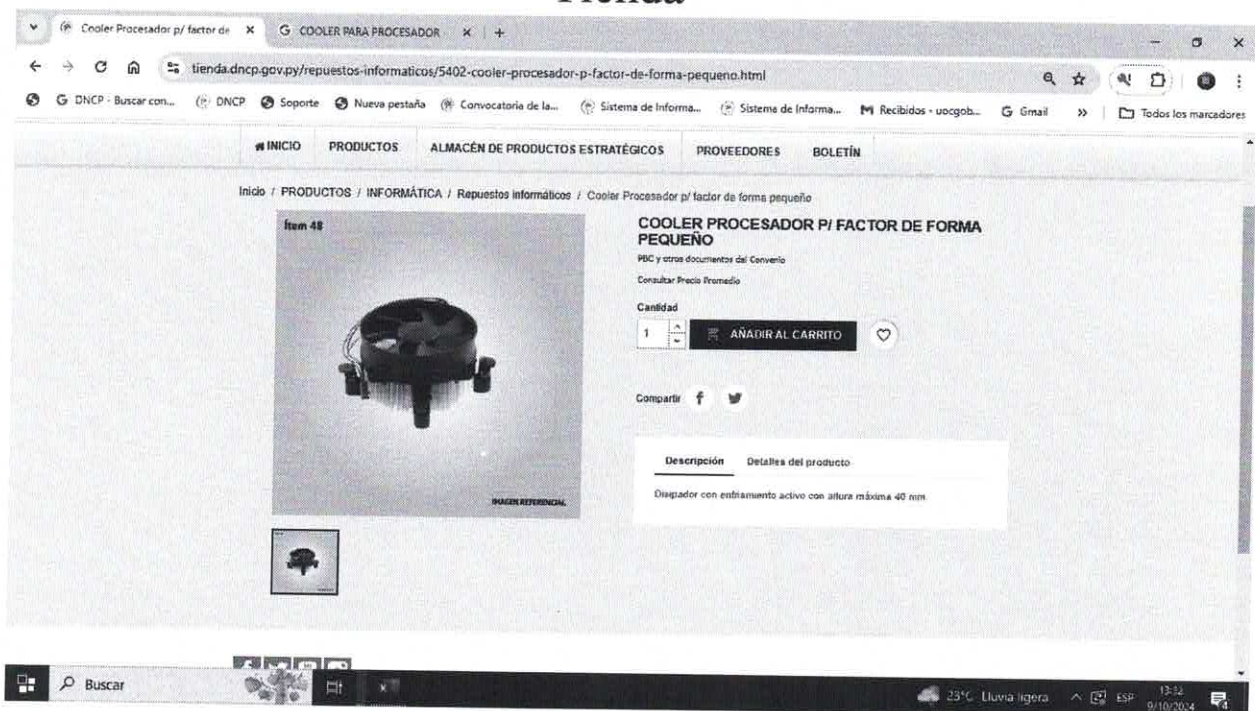 Cooler Procesador p/ factor de
COOLER PARA PROCESADOR
tienda.dncp.gov.py/repuestos-informaticos/5402-cooler-procesador-p-factor-de-forma-pequeno.html
DNCP - Buscar con... DNCP Soporte Nueva pestaña Convocatoria de la... Sistema de Informa... Sistema de Informa... Recibidos - uocgob... Gmail » Todos los marcadores
INICIO PRODUCTOS ALMACÉN DE PRODUCTOS ESTRATÉGICOS PROVEEDORES BOLETÍN
Inicio / PRODUCTOS / INFORMÁTICA / Repuestos informáticos / Cooler Procesador p/ factor de forma pequeño
Ítem 48
IMAGEN REFERENCIAL
COOLER PROCESADOR P/ FACTOR DE FORMA
PEQUEÑO
PBC y otros documentos del Convenio
Consultar Precio Promedio
Cantidad
1 AÑADIR AL CARRITO
Compartir
Descripción Detalles del producto
Disipador con enfriamiento activo con altura máxima 40 mm
Buscar
23°C Lluvia ligera ESP 13:32
9/10/2024